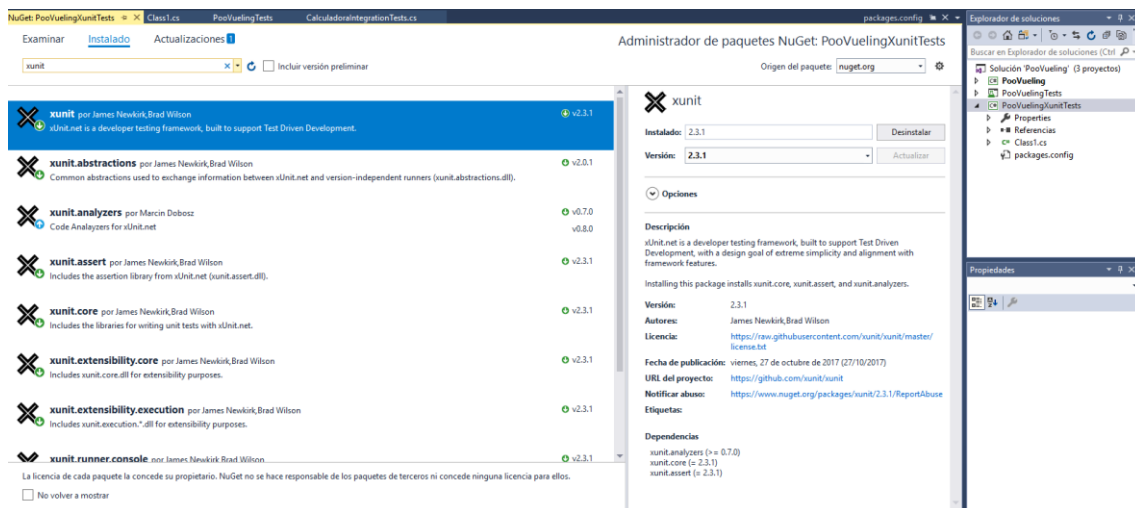 NuGet: PooVuelingXunitTests
Class1.cs
PooVuelingTests
CalculadoraIntegrationTests.cs
packages.config
Examinar
Instalado
Actualizaciones 1
Administrador de paquetes NuGet: PooVuelingXunitTests
xunit
Incluir versión preliminar
Origen del paquete: nuget.org
xunit por James Newkirk,Brad Wilson
v2.3.1
xUnit.net is a developer testing framework, built to support Test Driven Development.
xunit.abstractions por James Newkirk,Brad Wilson
v2.0.1
Common abstractions used to exchange information between xUnit.net and version-independent runners (xunit.abstractions.dll).
xunit.analyzers por Marcin Dobosz
v0.7.0
Code Analayzers for xUnit.net
v0.8.0
xunit.assert por James Newkirk,Brad Wilson
v2.3.1
Includes the assertion library from xUnit.net (xunit.assert.dll).
xunit.core por James Newkirk,Brad Wilson
v2.3.1
Includes the libraries for writing unit tests with xUnit.net.
xunit.extensibility.core por James Newkirk,Brad Wilson
v2.3.1
Includes xunit.core.dll for extensibility purposes.
xunit.extensibility.execution por James Newkirk,Brad Wilson
v2.3.1
Includes xunit.execution.*.dll for extensibility purposes.
xunit.runner.console por James Newkirk,Brad Wilson
v2.3.1
La licencia de cada paquete la concede su propietario. NuGet no se hace responsable de los paquetes de terceros ni concede ninguna licencia para ellos.
No volver a mostrar
xunit
Instalado: 2.3.1
Desinstalar
Versión: 2.3.1
Actualizar
Opciones
Descripción
xUnit.net is a developer testing framework, built to support Test Driven
Development, with a design goal of extreme simplicity and alignment with
framework features.
Installing this package installs xunit.core, xunit.assert, and xunit.analyzers.
Versión: 2.3.1
Autores: James Newkirk,Brad Wilson
Licencia: https://raw.githubusercontent.com/xunit/xunit/master/
license.txt
Fecha de publicación: viernes, 27 de octubre de 2017 (27/10/2017)
URL del proyecto: https://github.com/xunit/xunit
Notificar abuso: https://www.nuget.org/packages/xunit/2.3.1/ReportAbuse
Etiquetas:
Dependencias
xunit.analyzers (>= 0.7.0)
xunit.core (= 2.3.1)
xunit.assert (= 2.3.1)
Explorador de soluciones
Buscar en Explorador de soluciones (Ctrl
Solución 'PooVueling' (3 proyectos)
PooVueling
PooVuelingTests
PooVuelingXunitTests
Properties
Referencias
Class1.cs
packages.config
Propiedades